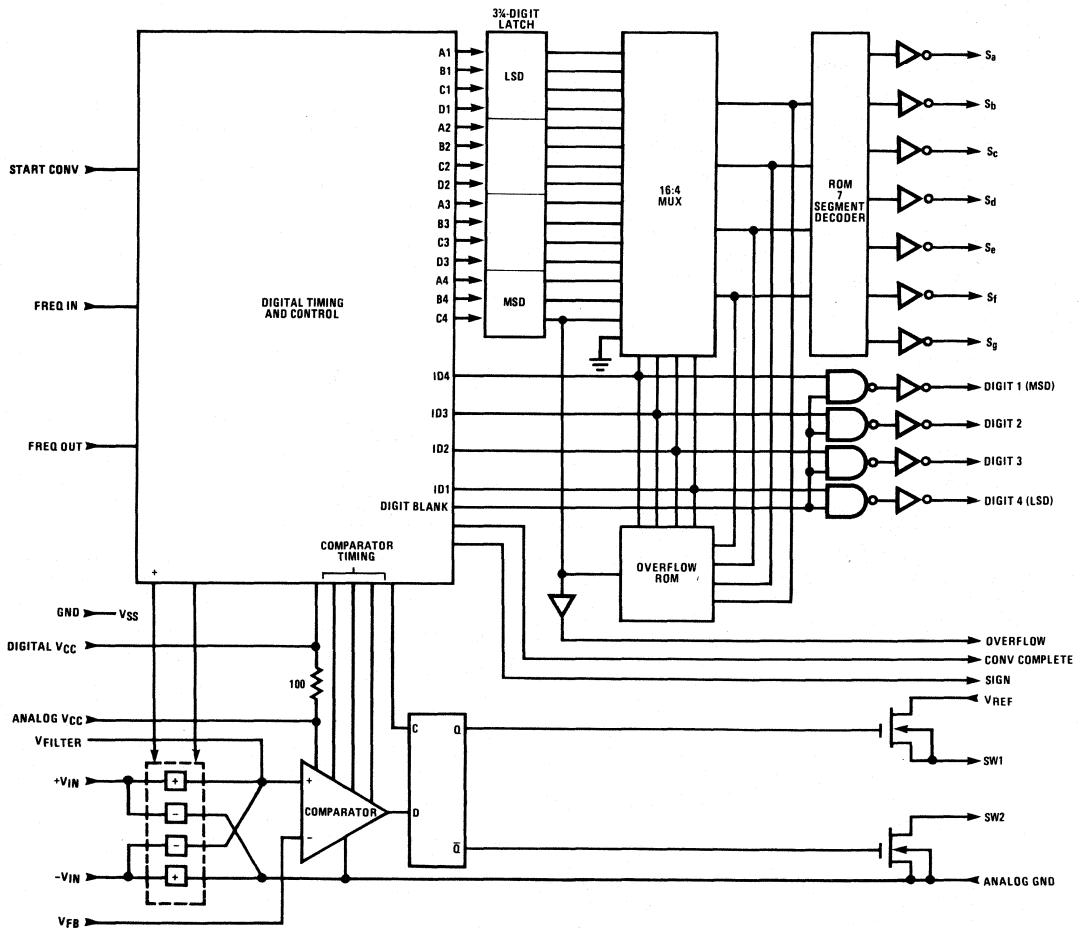 3¾-DIGIT
LATCH
A1
B1
C1
D1
A2
B2
C2
D2
A3
B3
C3
D3
A4
B4
C4
LSD
MSD
16:4
MUX
ROM
7
SEGMENT
DECODER
Sa
Sb
Sc
Sd
Se
Sf
Sg
START CONV
FREQ IN
FREQ OUT
DIGITAL TIMING
AND CONTROL
ID4
ID3
ID2
ID1
DIGIT BLANK
DIGIT 1 (MSD)
DIGIT 2
DIGIT 3
DIGIT 4 (LSD)
COMPARATOR
TIMING
+
OVERFLOW
ROM
GND
VSS
DIGITAL VCC
100
ANALOG VCC
VFILTER
+VIN
-VIN
VFB
+
-
-
+
+
-
COMPARATOR
C
Q
D
Q̅
OVERFLOW
CONV COMPLETE
SIGN
VREF
SW1
SW2
ANALOG GND